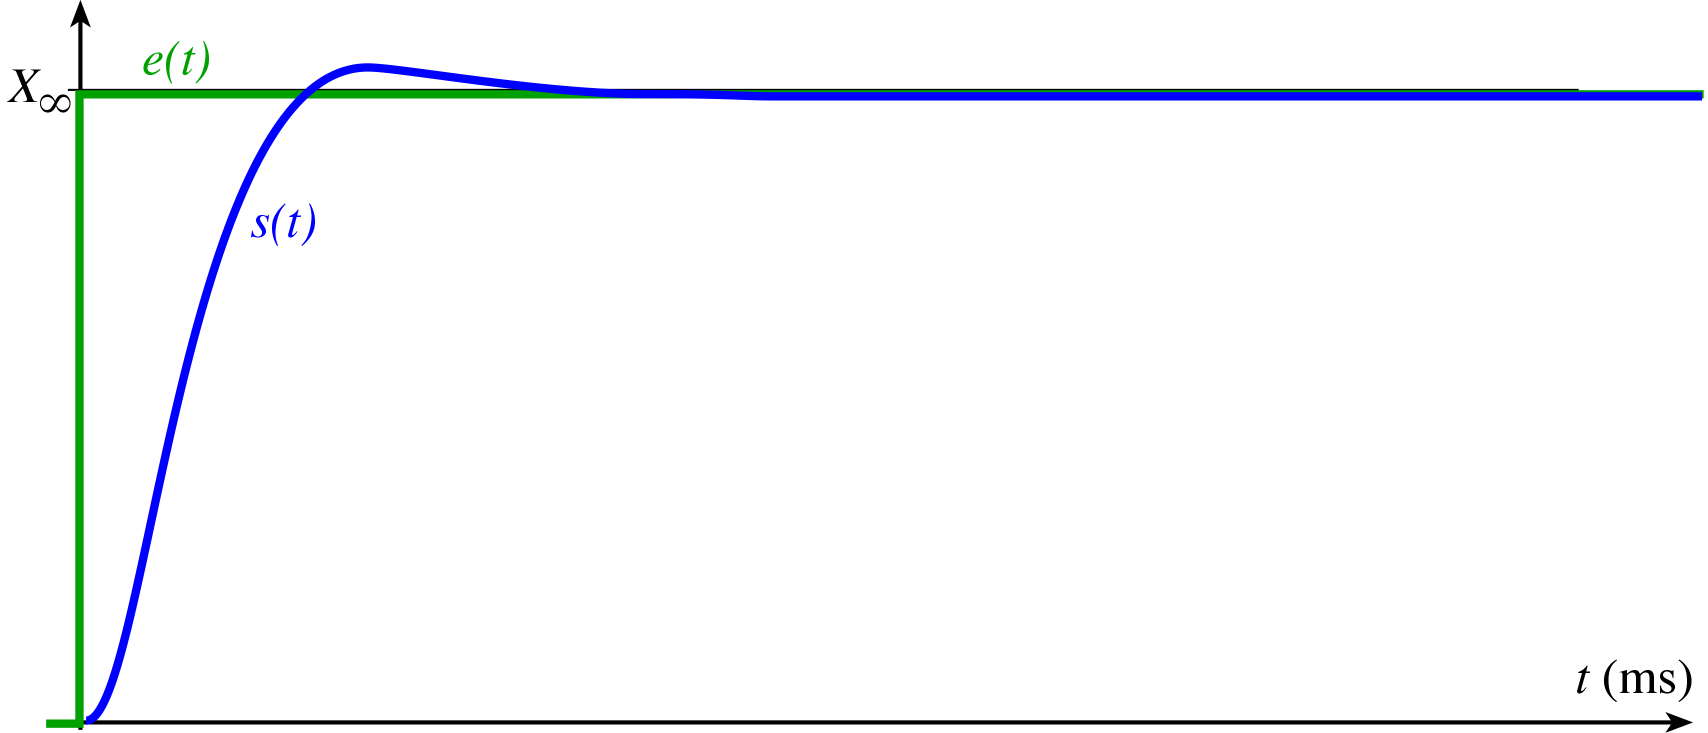 e(t)
X∞
s(t)
t (ms)